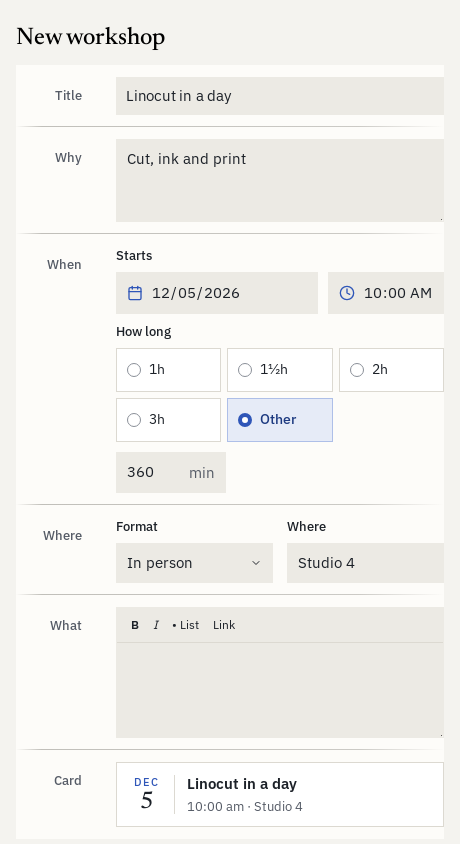 New workshop
Title
Linocut in a day
Why
Cut, ink and print
When
Starts
12/05/2026
10:00 AM
How long
1h
1½h
2h
3h
Other
360 min
Where
Format
Where
In person
Studio 4
What
B I • List Link
Card
DEC
5
Linocut in a day
10:00 am · Studio 4